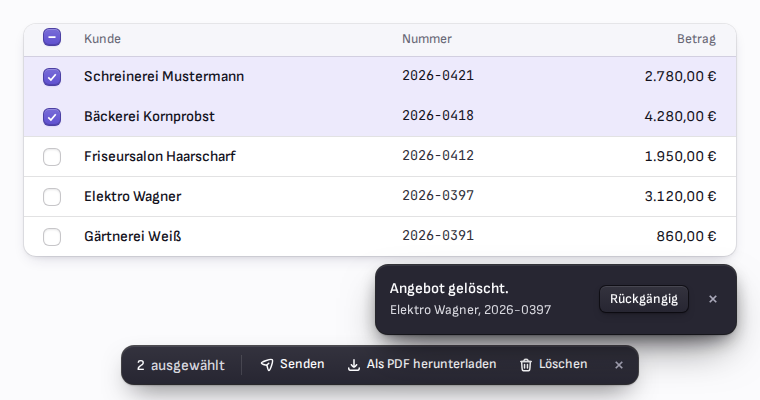 Kunde Nummer Betrag
Schreinerei Mustermann 2026-0421 2.780,00 €
Bäckerei Kornprobst 2026-0418 4.280,00 €
Friseursalon Haarscharf 2026-0412 1.950,00 €
Elektro Wagner 2026-0397 3.120,00 €
Gärtnerei Weiß 2026-0391 860,00 €
Angebot gelöscht.
Elektro Wagner, 2026-0397
Rückgängig
2 ausgewählt Senden Als PDF herunterladen Löschen